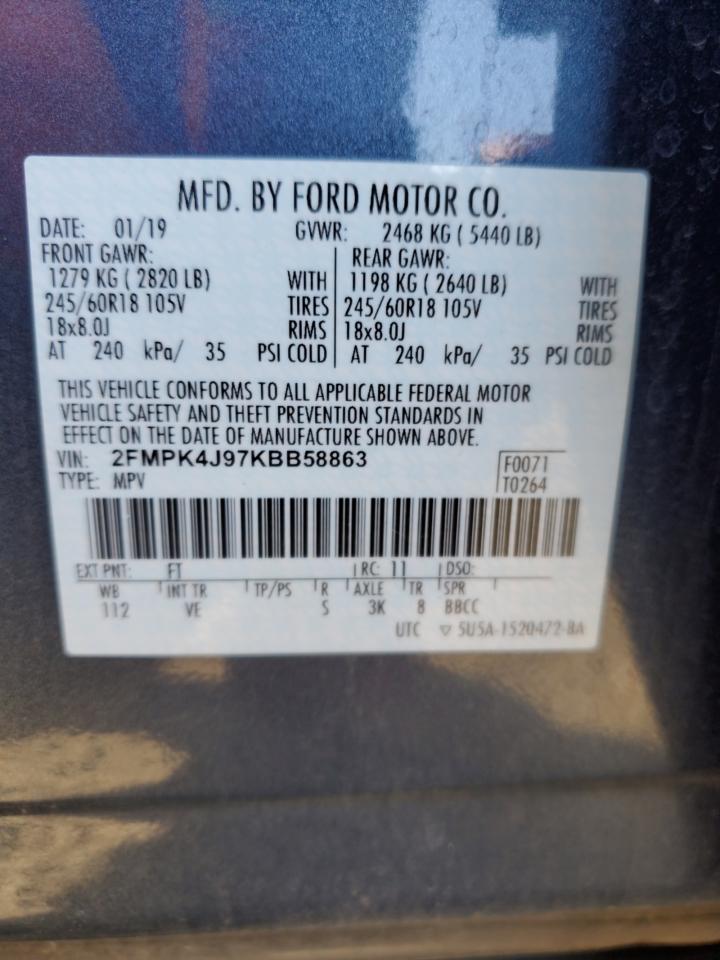 MFD. BY FORD MOTOR CO.
DATE: 01/19 GVWR: 2468 KG ( 5440 LB)
FRONT GAWR: REAR GAWR:
1279 KG ( 2820 LB) WITH 1198 KG ( 2640 LB) WITH
245/60R18 105V TIRES 245/60R18 105V TIRES
18x8.0J RIMS 18x8.0J RIMS
AT 240 kPa/ 35 PSI COLD AT 240 kPa/ 35 PSI COLD
THIS VEHICLE CONFORMS TO ALL APPLICABLE FEDERAL MOTOR
VEHICLE SAFETY AND THEFT PREVENTION STANDARDS IN
EFFECT ON THE DATE OF MANUFACTURE SHOWN ABOVE.
VIN: 2FMPK4J97KBB58863 F0071
TYPE: MPV T0264
EXT PNT: FT RC: 11 DSO:
WB INT TR TP/PS R AXLE TR SPR
112 VE S 3K 8 BBCC
UTC ▽ 5U5A-1520472-BA